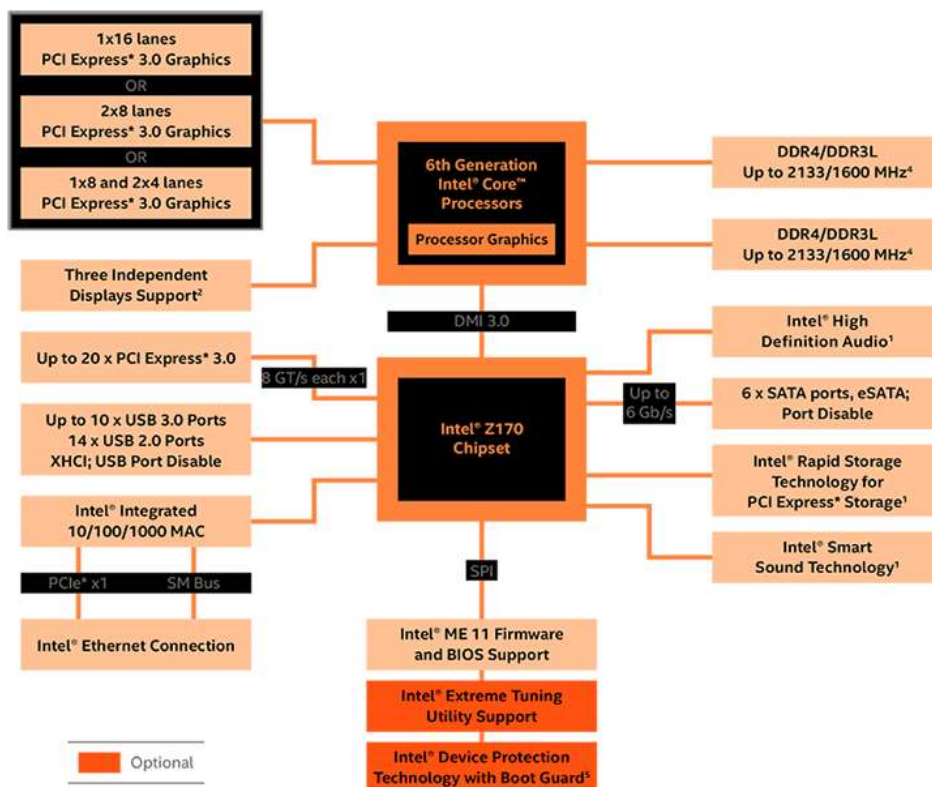 1x16 lanes
PCI Express* 3.0 Graphics
OR
2x8 lanes
PCI Express* 3.0 Graphics
OR
1x8 and 2x4 lanes
PCI Express* 3.0 Graphics
6th Generation
Intel® Core™
Processors
Processor Graphics
DDR4/DDR3L
Up to 2133/1600 MHz⁴
DDR4/DDR3L
Up to 2133/1600 MHz⁴
Three Independent
Displays Support²
DMI 3.0
Intel® High
Definition Audio¹
Up to 20 x PCI Express* 3.0
8 GT/s each x1
Up to
6 Gb/s
6 x SATA ports, eSATA;
Port Disable
Up to 10 x USB 3.0 Ports
14 x USB 2.0 Ports
XHCI; USB Port Disable
Intel® Z170
Chipset
Intel® Rapid Storage
Technology for
PCI Express* Storage¹
Intel® Integrated
10/100/1000 MAC
Intel® Smart
Sound Technology¹
PCIe* x1
SM Bus
SPI
Intel® Ethernet Connection
Intel® ME 11 Firmware
and BIOS Support
Intel® Extreme Tuning
Utility Support
Intel® Device Protection
Technology with Boot Guard⁵
Optional